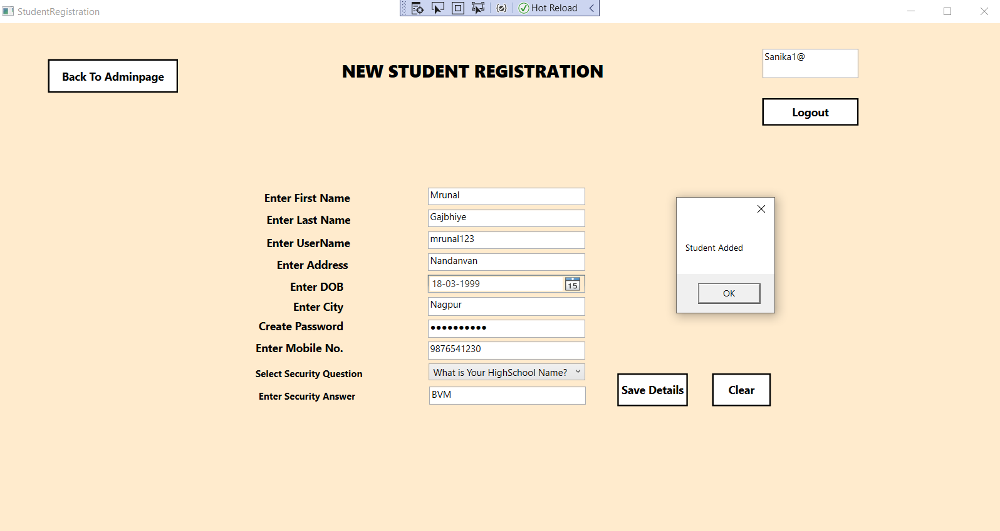 StudentRegistration
Hot Reload
Back To Adminpage
NEW STUDENT REGISTRATION
Sanika1@
Logout
Enter First Name Mrunal
Enter Last Name Gajbhiye
Enter UserName mrunal123
Enter Address Nandanvan
Enter DOB 18-03-1999 15
Enter City Nagpur
Create Password ●●●●●●●●●●
Enter Mobile No. 9876541230
Select Security Question What is Your HighSchool Name?
Enter Security Answer BVM
Student Added
OK
Save Details
Clear